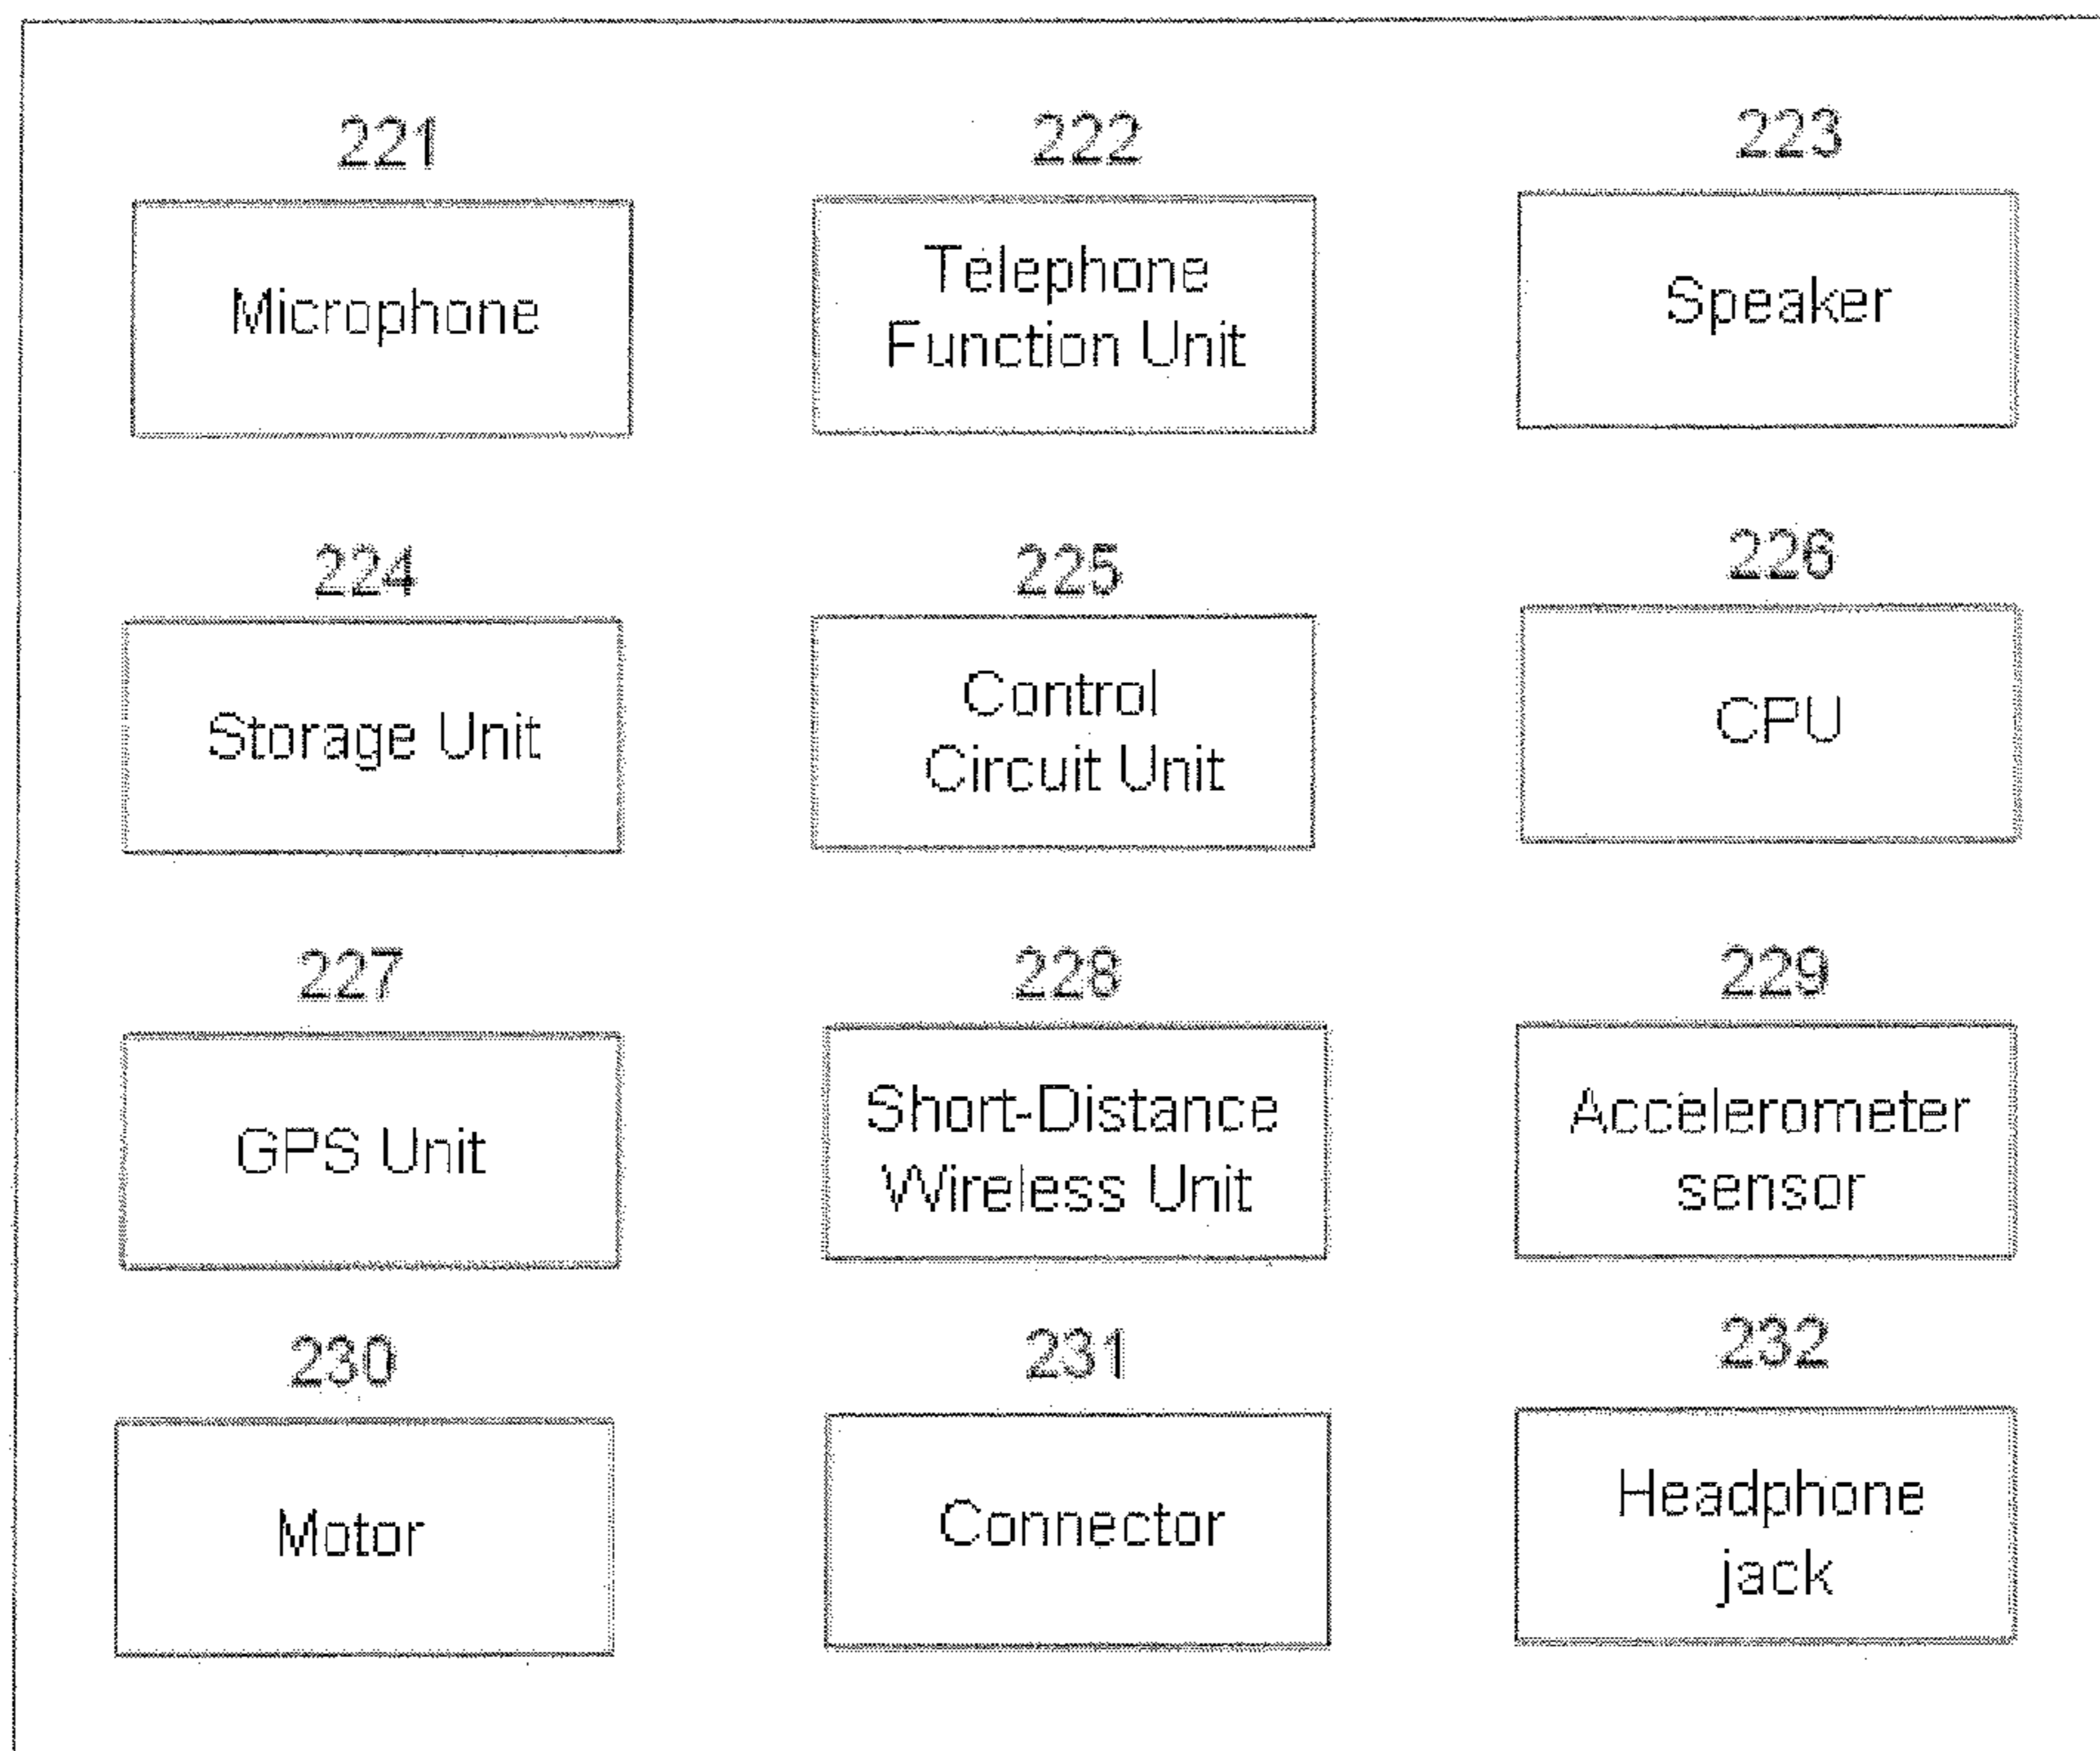 221
222
223
Microphone
Telephone
Function Unit
Speaker
224
225
226
Storage Unit
Control
Circuit Unit
CPU
227
228
229
GPS Unit
Short-Distance
Wireless Unit
Accelerometer
sensor
230
231
232
Motor
Connector
Headphone
jack